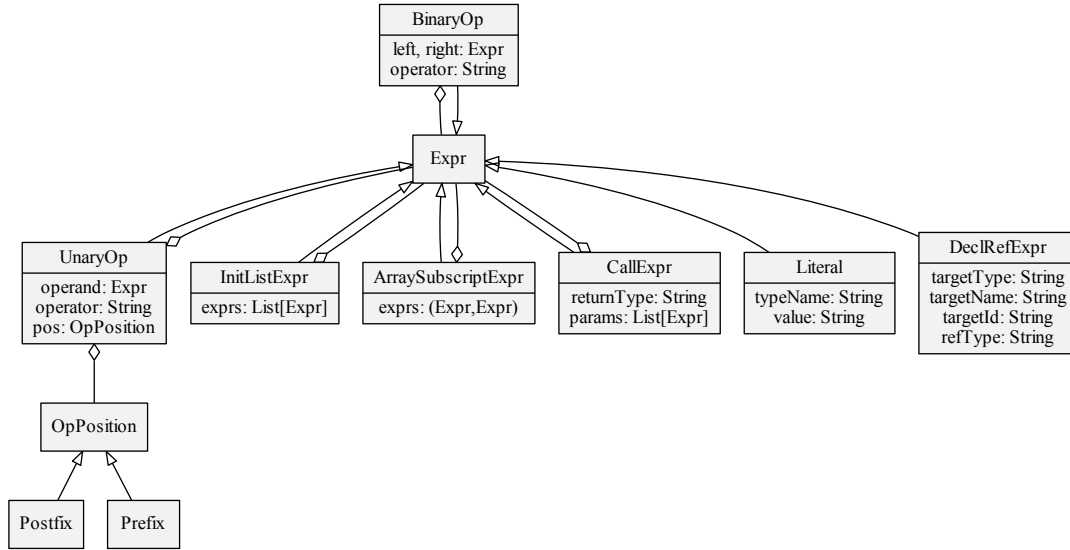 BinaryOp
left, right: Expr
operator: String
Expr
UnaryOp
operand: Expr
operator: String
pos: OpPosition
InitListExpr
exprs: List[Expr]
ArraySubscriptExpr
exprs: (Expr,Expr)
CallExpr
returnType: String
params: List[Expr]
Literal
typeName: String
value: String
DeclRefExpr
targetType: String
targetName: String
targetId: String
refType: String
OpPosition
Postfix
Prefix